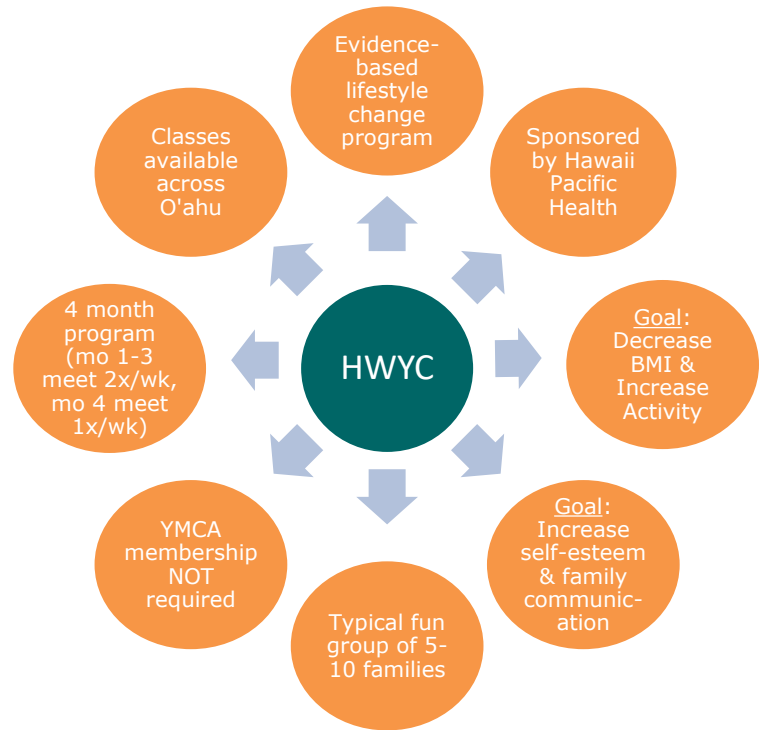 Evidence-
based
lifestyle
change
program
Sponsored
by Hawaii
Pacific
Health
Goal:
Decrease
BMI &
Increase
Activity
Goal:
Increase
self-esteem
& family
communic-
ation
Typical fun
group of 5-
10 families
YMCA
membership
NOT
required
4 month
program
(mo 1-3
meet 2x/wk,
mo 4 meet
1x/wk)
Classes
available
across
O'ahu
HWYC